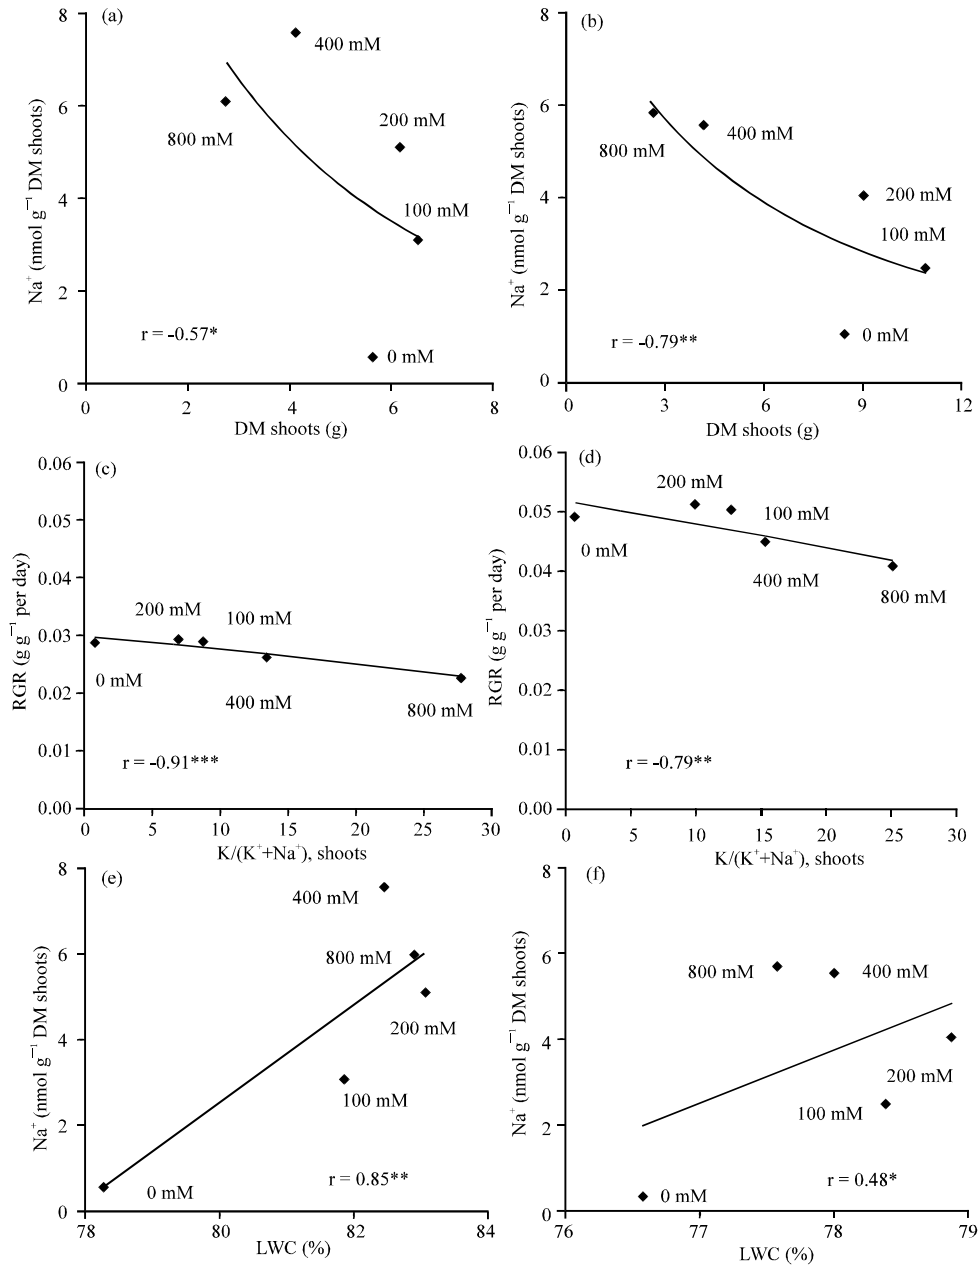 (a)
8
6
4
2
0
Na⁺ (nmol g⁻¹ DM shoots)
400 mM
800 mM
200 mM
100 mM
0 mM
r = -0.57*
0 2 4 6 8
DM shoots (g)
(b)
8
6
4
2
0
Na⁺ (nmol g⁻¹ DM shoots)
800 mM
400 mM
200 mM
100 mM
0 mM
r = -0.79**
0 3 6 9 12
DM shoots (g)
(c)
0.06
0.05
0.04
0.03
0.02
0.01
0.00
RGR (g g⁻¹ per day)
200 mM
100 mM
0 mM
400 mM
800 mM
r = -0.91***
0 5 10 15 20 25 30
K/(K⁺+Na⁺), shoots
(d)
0.06
0.05
0.04
0.03
0.02
0.01
0.00
RGR (g g⁻¹ per day)
200 mM
100 mM
0 mM
400 mM
800 mM
r = -0.79**
0 5 10 15 20 25 30
K/(K⁺+Na⁺), shoots
(e)
8
6
4
2
0
Na⁺ (nmol g⁻¹ DM shoots)
400 mM
800 mM
200 mM
100 mM
0 mM
r = 0.85**
78 80 82 84
LWC (%)
(f)
8
6
4
2
0
Na⁺ (nmol g⁻¹ DM shoots)
800 mM
400 mM
200 mM
100 mM
0 mM
r = 0.48*
76 77 78 79
LWC (%)